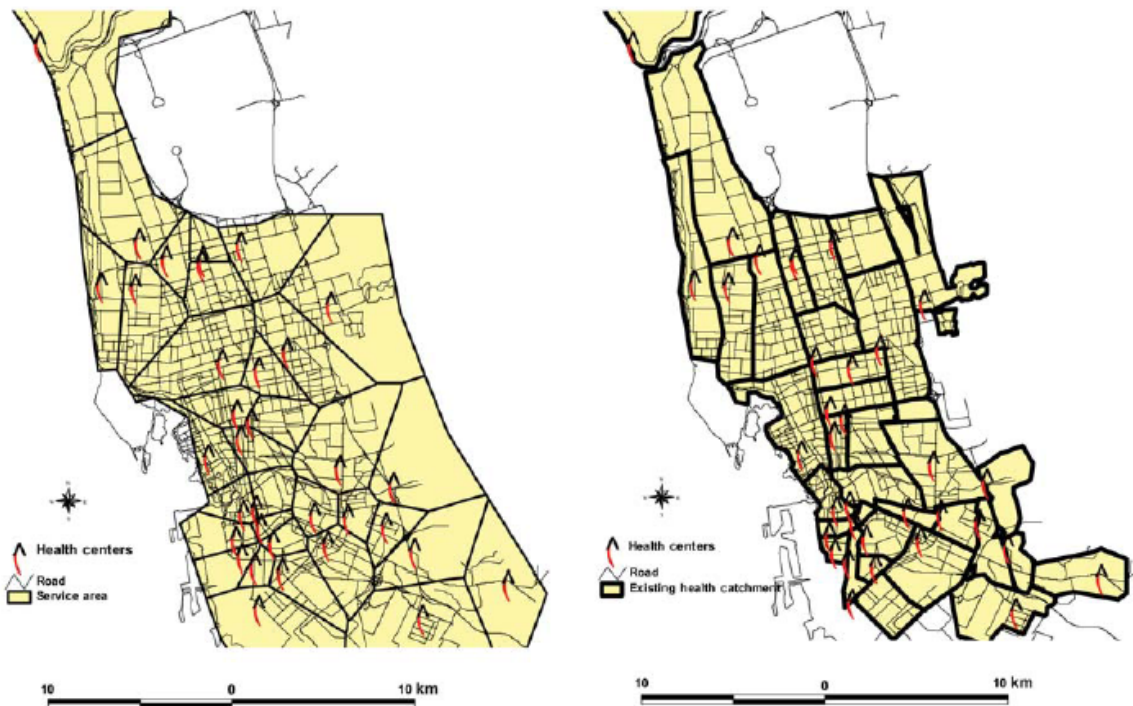 Health centers
Road
Service area
10 0 10 km
Health centers
Road
Existing health catchment
10 0 10 km